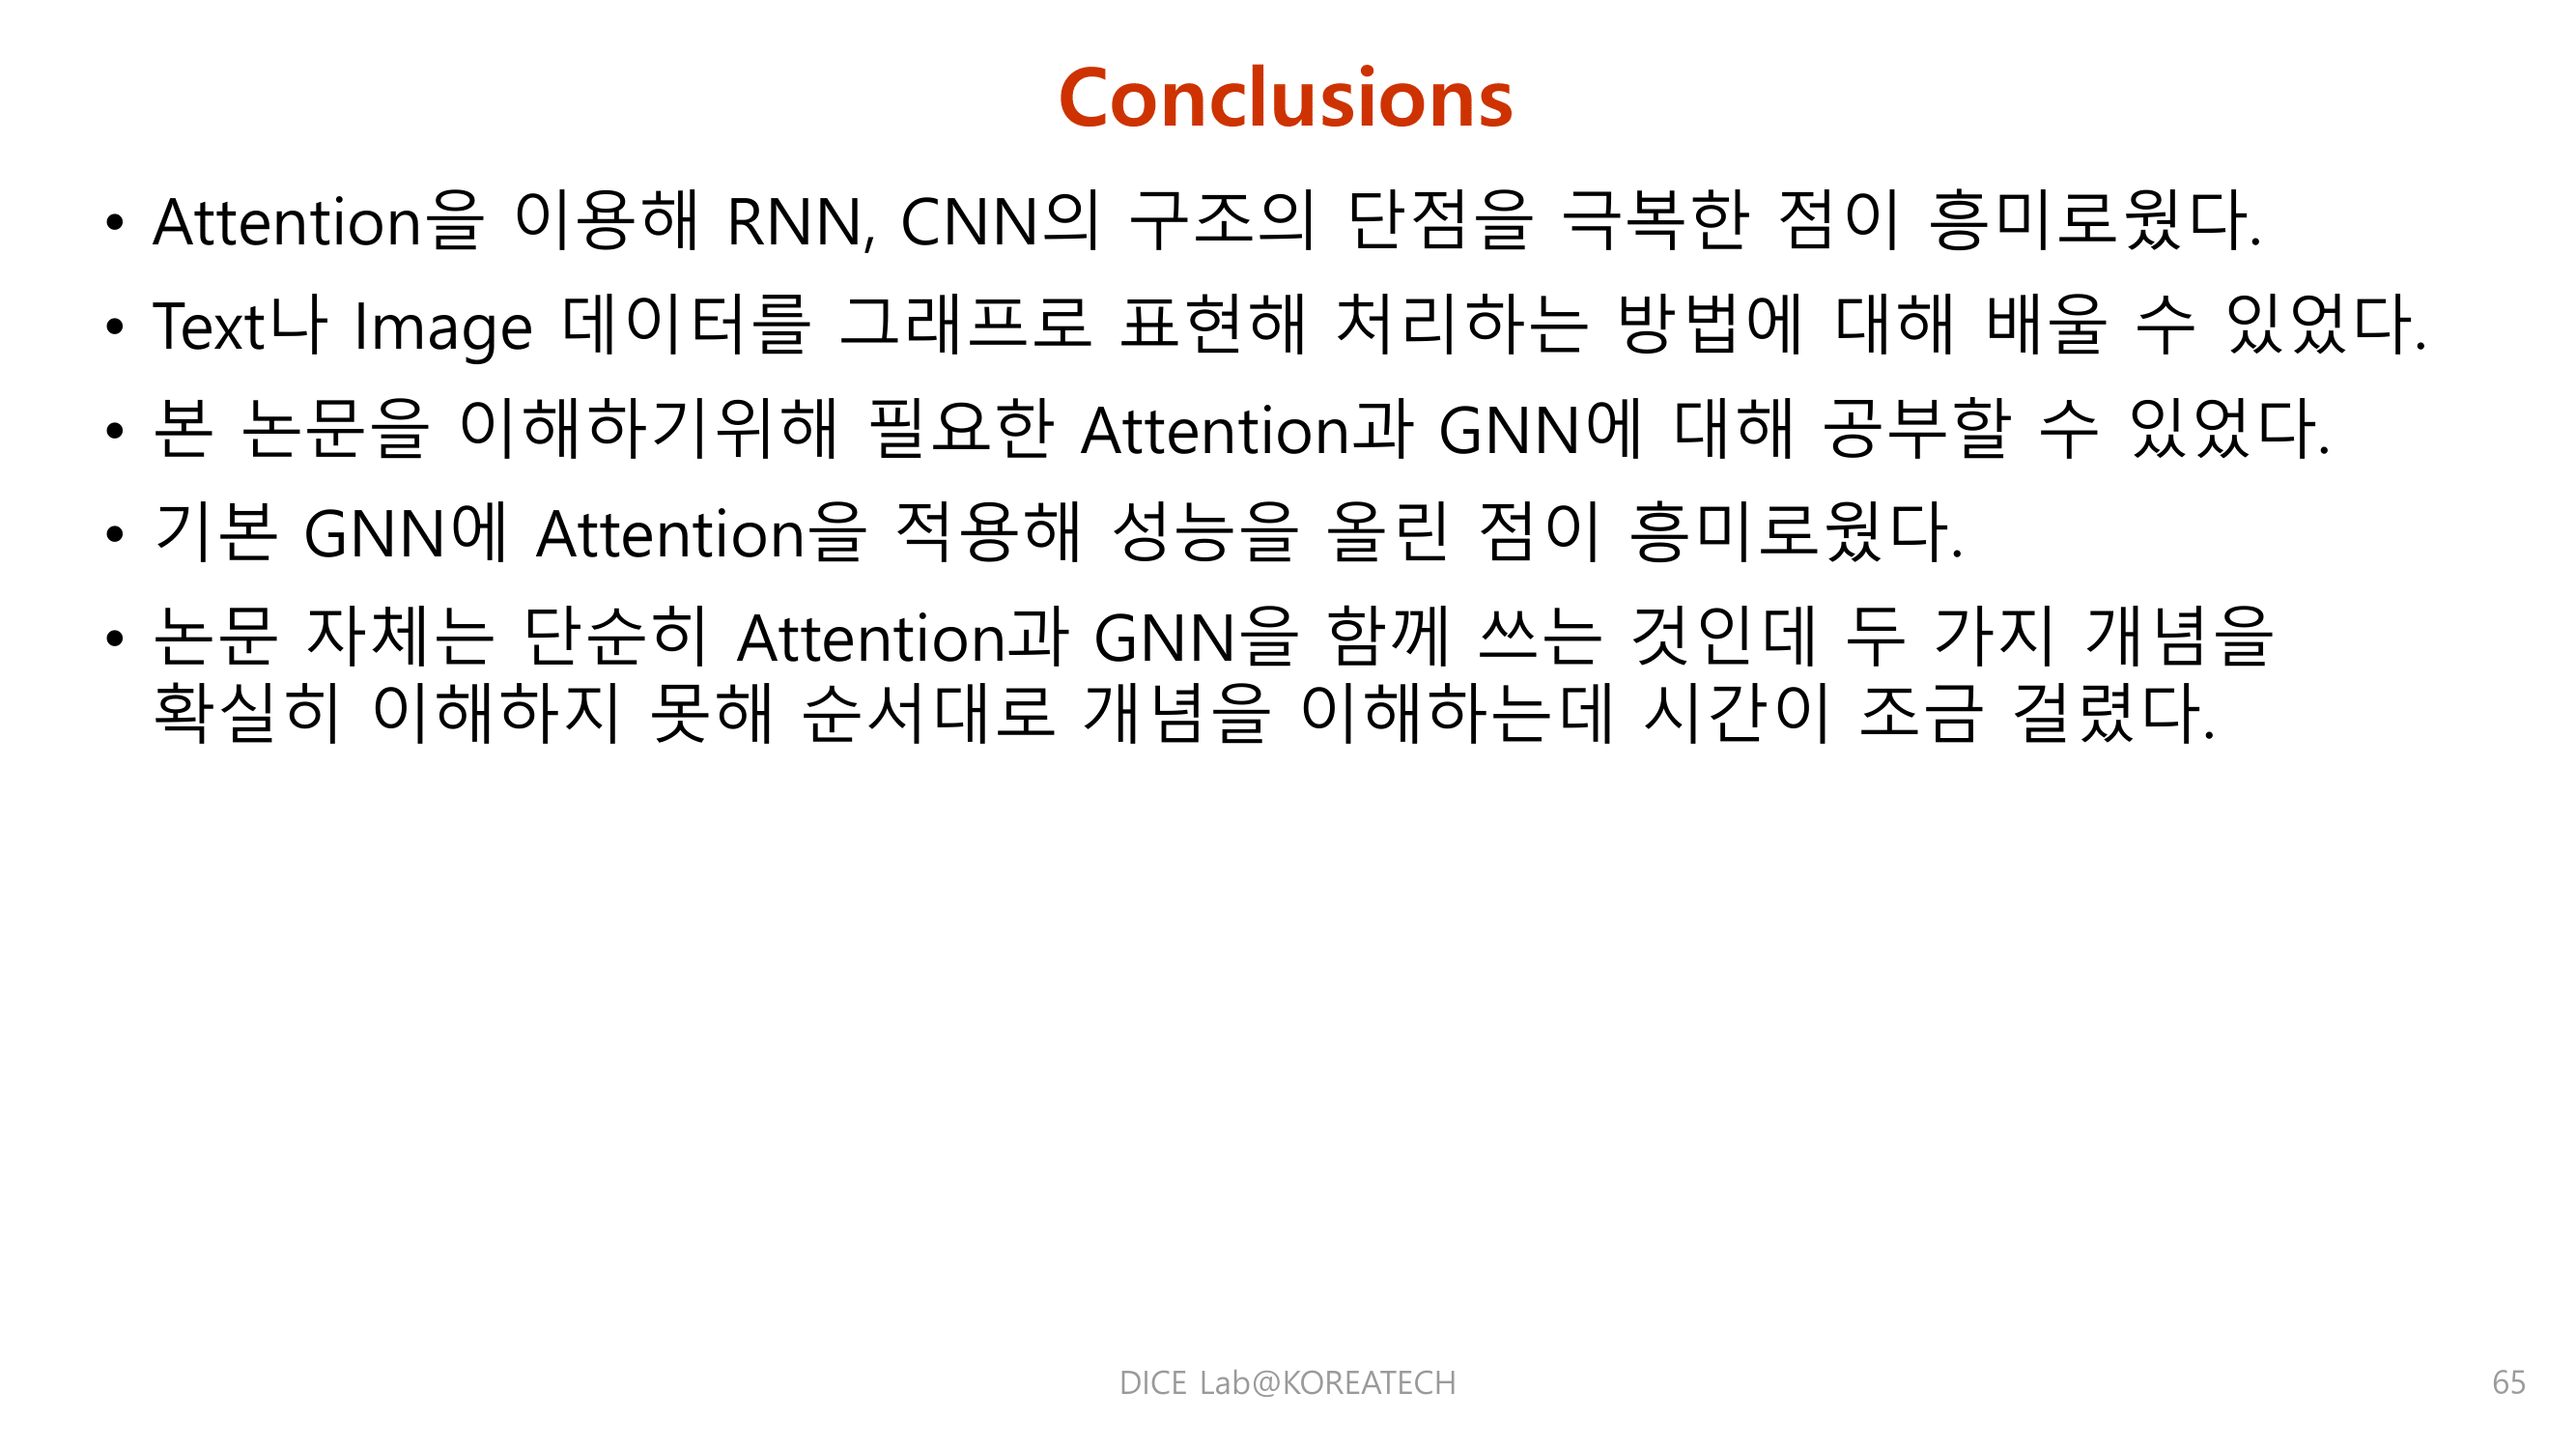 Conclusions
• Attention을 이용해 RNN, CNN의 구조의 단점을 극복한 점이 흥미로웠다.
• Text나 Image 데이터를 그래프로 표현해 처리하는 방법에 대해 배울 수 있었다.
• 본 논문을 이해하기위해 필요한 Attention과 GNN에 대해 공부할 수 있었다.
• 기본 GNN에 Attention을 적용해 성능을 올린 점이 흥미로웠다.
• 논문 자체는 단순히 Attention과 GNN을 함께 쓰는 것인데 두 가지 개념을
확실히 이해하지 못해 순서대로 개념을 이해하는데 시간이 조금 걸렸다.
DICE Lab@KOREATECH
65